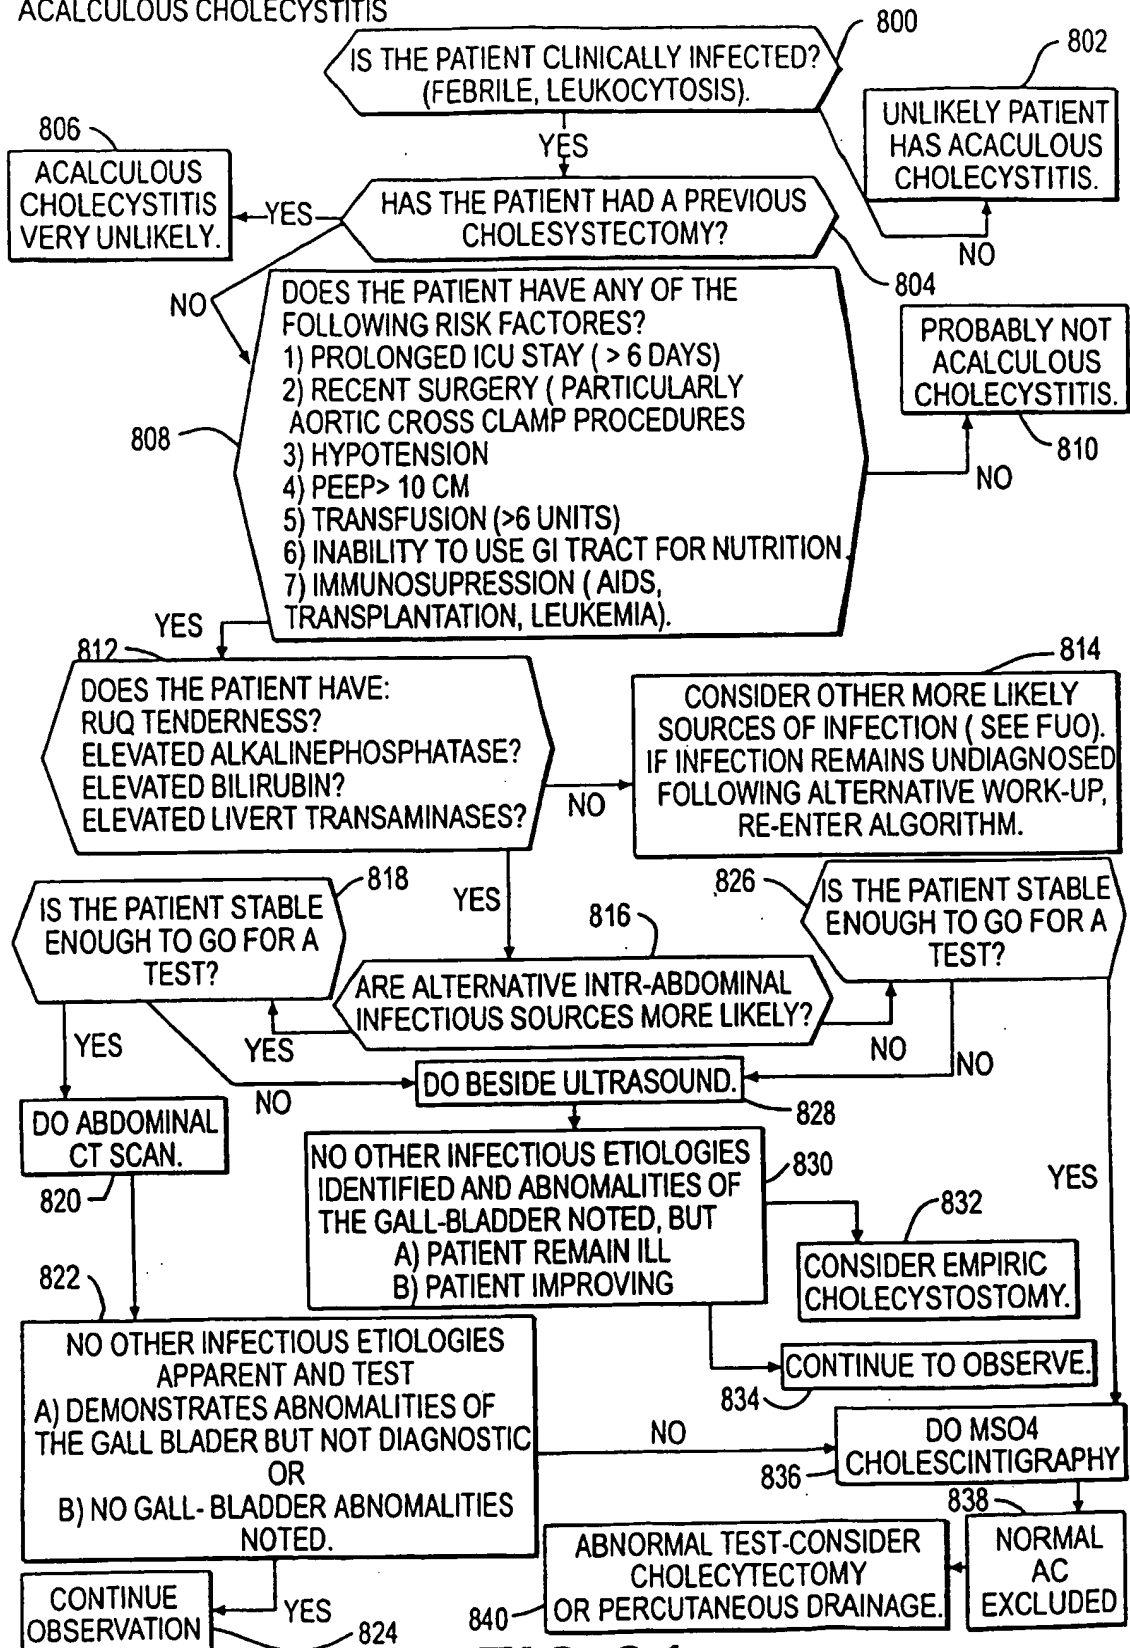 ACALCULOUS CHOLECYSTITIS
800
IS THE PATIENT CLINICALLY INFECTED?
(FEBRILE, LEUKOCYTOSIS).
802
UNLIKELY PATIENT
HAS ACACULOUS
CHOLECYSTITIS.
YES
NO
806
ACALCULOUS
CHOLECYSTITIS
VERY UNLIKELY.
YES
HAS THE PATIENT HAD A PREVIOUS
CHOLESYSTECTOMY?
804
NO
DOES THE PATIENT HAVE ANY OF THE
FOLLOWING RISK FACTORES?
1) PROLONGED ICU STAY ( > 6 DAYS)
2) RECENT SURGERY ( PARTICULARLY
AORTIC CROSS CLAMP PROCEDURES
3) HYPOTENSION
4) PEEP> 10 CM
5) TRANSFUSION (>6 UNITS)
6) INABILITY TO USE GI TRACT FOR NUTRITION.
7) IMMUNOSUPRESSION ( AIDS,
TRANSPLANTATION, LEUKEMIA).
808
PROBABLY NOT
ACALCULOUS
CHOLECYSTITIS.
810
NO
YES
812
DOES THE PATIENT HAVE:
RUQ TENDERNESS?
ELEVATED ALKALINEPHOSPHATASE?
ELEVATED BILIRUBIN?
ELEVATED LIVERT TRANSAMINASES?
NO
814
CONSIDER OTHER MORE LIKELY
SOURCES OF INFECTION ( SEE FUO).
IF INFECTION REMAINS UNDIAGNOSED
FOLLOWING ALTERNATIVE WORK-UP,
RE-ENTER ALGORITHM.
YES
818
IS THE PATIENT STABLE
ENOUGH TO GO FOR A
TEST?
816
ARE ALTERNATIVE INTR-ABDOMINAL
INFECTIOUS SOURCES MORE LIKELY?
826
IS THE PATIENT STABLE
ENOUGH TO GO FOR A
TEST?
YES
YES
NO
NO
NO
DO BESIDE ULTRASOUND.
828
DO ABDOMINAL
CT SCAN.
820
NO OTHER INFECTIOUS ETIOLOGIES
IDENTIFIED AND ABNOMALITIES OF
THE GALL-BLADDER NOTED, BUT
A) PATIENT REMAIN ILL
B) PATIENT IMPROVING
830
YES
832
CONSIDER EMPIRIC
CHOLECYSTOSTOMY.
822
NO OTHER INFECTIOUS ETIOLOGIES
APPARENT AND TEST
A) DEMONSTRATES ABNOMALITIES OF
THE GALL BLADER BUT NOT DIAGNOSTIC
OR
B) NO GALL- BLADDER ABNOMALITIES
NOTED.
CONTINUE TO OBSERVE.
834
NO
DO MSO4
CHOLESCINTIGRAPHY
836
838
NORMAL
AC
EXCLUDED
ABNORMAL TEST-CONSIDER
CHOLECYTECTOMY
OR PERCUTANEOUS DRAINAGE.
840
YES
CONTINUE
OBSERVATION
824